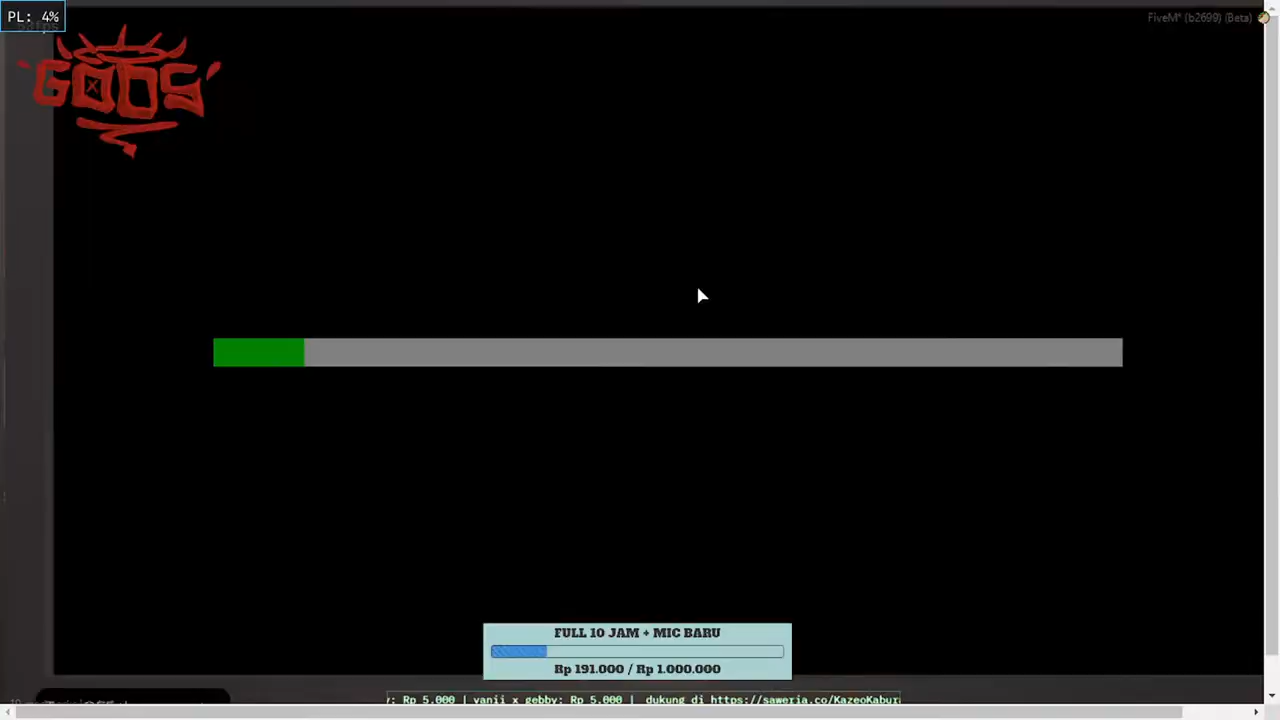 PL: 4%
FiveM* (b2699) (Beta)
GODS
FULL 10 JAM + MIC BARU
Rp 191.000 / Rp 1.000.000
Rp 5.000 | vanii x gebby: Rp 5.000 | dukung di https://saweria.co/KazeoKabur